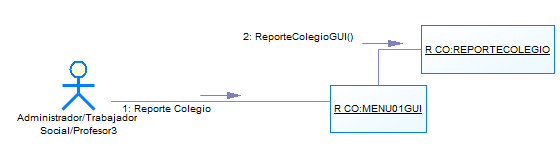 2: ReporteColegioGUI()
R CO:REPORTECOLEGIO
1: Reporte Colegio
R CO:MENU01GUI
Administrador/Trabajador
Social/Profesor3